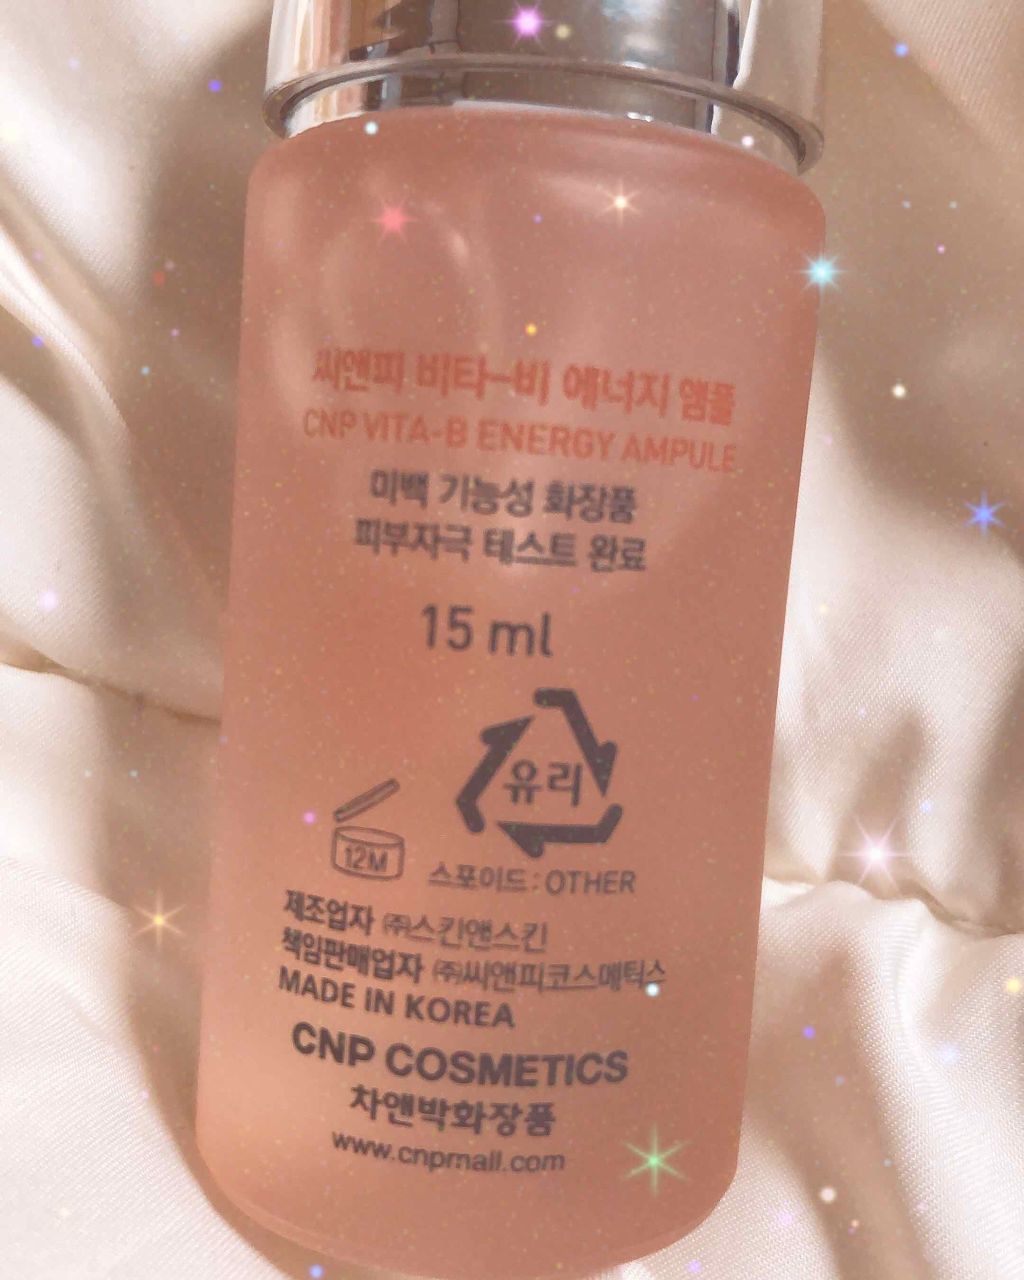 씨앤피 비타-비 에너지 앰플
CNP VITA-B ENERGY AMPULE
미백 기능성 화장품
피부자극 테스트 완료
15 ml
유리
12M
스포이드 : OTHER
제조업자 ㈜스킨앤스킨
책임판매업자 ㈜씨앤피코스메틱스
MADE IN KOREA
CNP COSMETICS
차앤박화장품
www.cnpmall.com